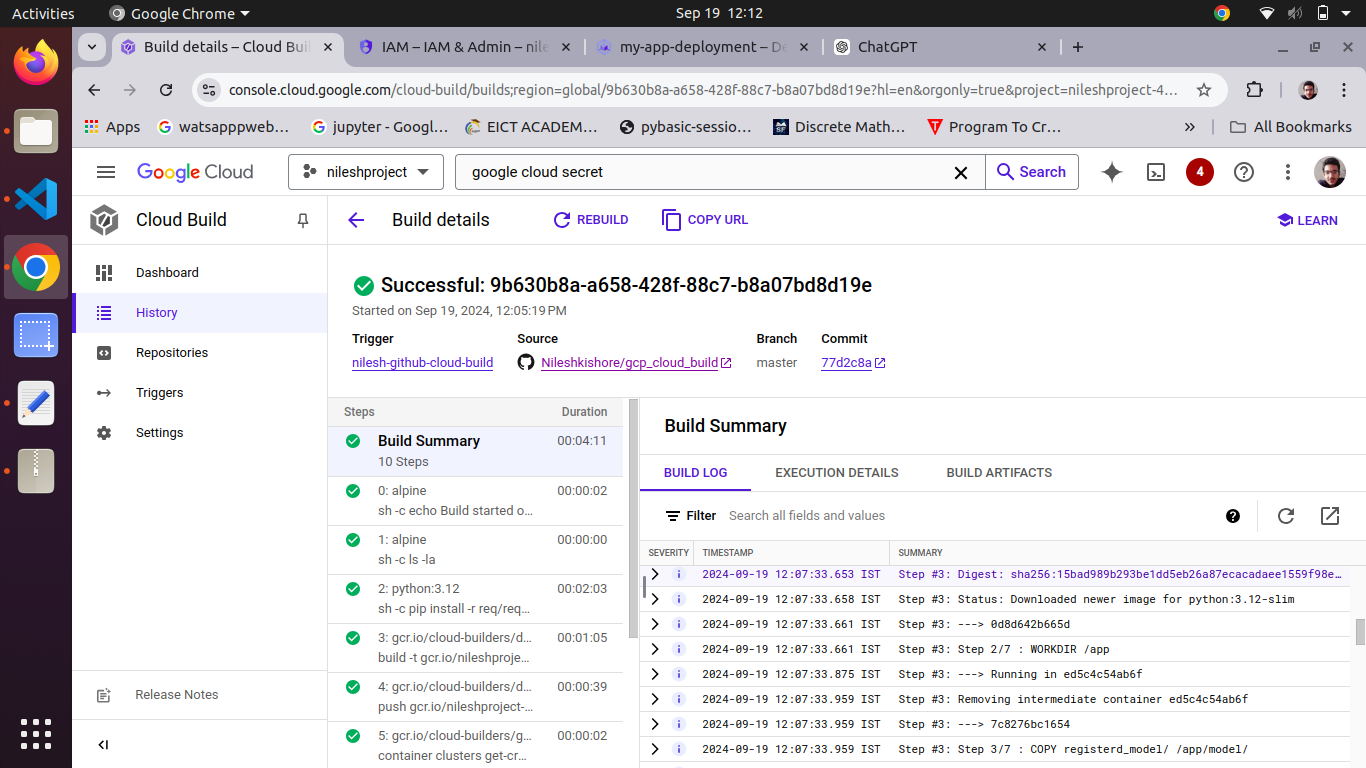 Activities Google Chrome Sep 19 12:12
Build details – Cloud Buil IAM – IAM & Admin – nile my-app-deployment – De ChatGPT
console.cloud.google.com/cloud-build/builds;region=global/9b630b8a-a658-428f-88c7-b8a07bd8d19e?hl=en&orgonly=true&project=nileshproject-4...
Apps watsapppweb... jupyter - Googl... EICT ACADEM... pybasic-sessio... Discrete Math... Program To Cr... » All Bookmarks
Google Cloud nileshproject google cloud secret Search 4
Cloud Build Build details REBUILD COPY URL LEARN
Dashboard
History
Repositories
Triggers
Settings
Release Notes
Successful: 9b630b8a-a658-428f-88c7-b8a07bd8d19e
Started on Sep 19, 2024, 12:05:19 PM
Trigger Source Branch Commit
nilesh-github-cloud-build Nileshkishore/gcp_cloud_build master 77d2c8a
Steps Duration
Build Summary 00:04:11
10 Steps
0: alpine 00:00:02
sh -c echo Build started o...
1: alpine 00:00:00
sh -c ls -la
2: python:3.12 00:02:03
sh -c pip install -r req/req...
3: gcr.io/cloud-builders/d... 00:01:05
build -t gcr.io/nileshproje...
4: gcr.io/cloud-builders/d... 00:00:39
push gcr.io/nileshproject-...
5: gcr.io/cloud-builders/g... 00:00:02
container clusters get-cr...
Build Summary
BUILD LOG EXECUTION DETAILS BUILD ARTIFACTS
Filter Search all fields and values
SEVERITY TIMESTAMP SUMMARY
2024-09-19 12:07:33.653 IST Step #3: Digest: sha256:15bad989b293be1dd5eb26a87ecacadaee1559f98e...
2024-09-19 12:07:33.658 IST Step #3: Status: Downloaded newer image for python:3.12-slim
2024-09-19 12:07:33.661 IST Step #3: ---> 0d8d642b665d
2024-09-19 12:07:33.661 IST Step #3: Step 2/7 : WORKDIR /app
2024-09-19 12:07:33.875 IST Step #3: ---> Running in ed5c4c54ab6f
2024-09-19 12:07:33.959 IST Step #3: Removing intermediate container ed5c4c54ab6f
2024-09-19 12:07:33.959 IST Step #3: ---> 7c8276bc1654
2024-09-19 12:07:33.959 IST Step #3: Step 3/7 : COPY registerd_model/ /app/model/